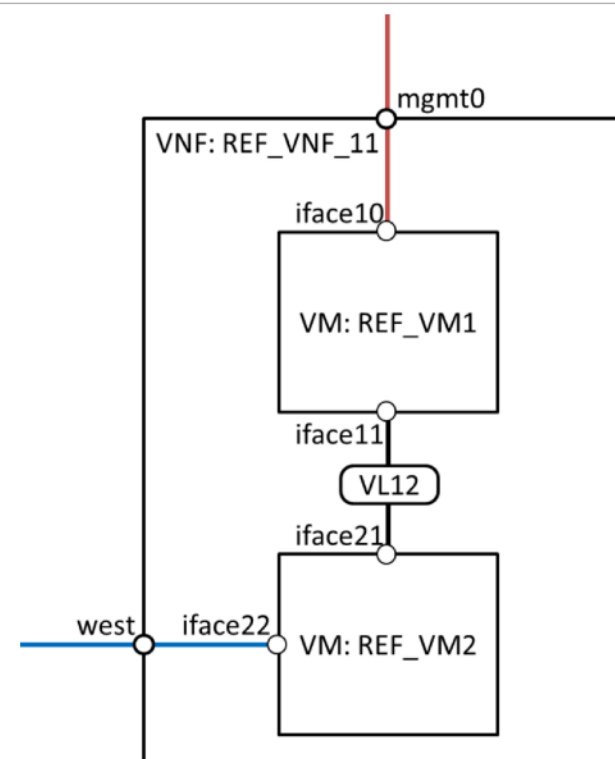 mgmt0
VNF: REF_VNF_11
iface10
VM: REF_VM1
iface11
VL12
iface21
west
iface22
VM: REF_VM2